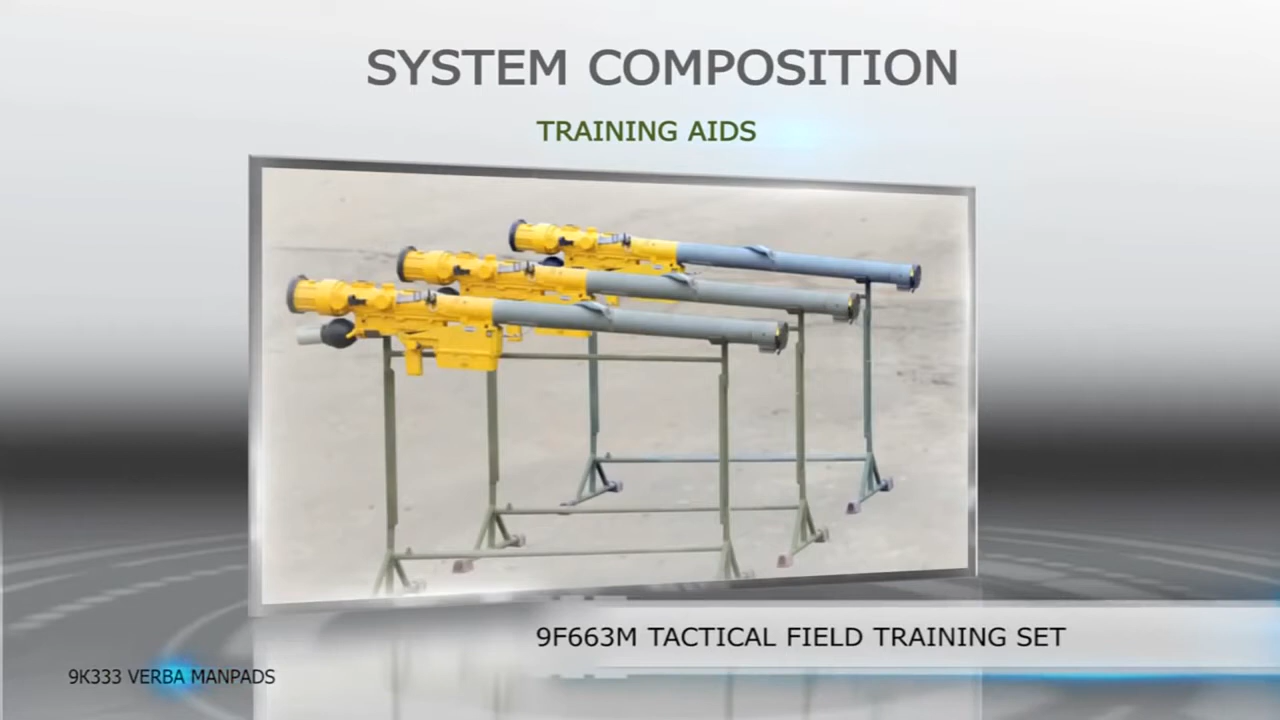 SYSTEM COMPOSITION
TRAINING AIDS
9F663M TACTICAL FIELD TRAINING SET
9K333 VERBA MANPADS